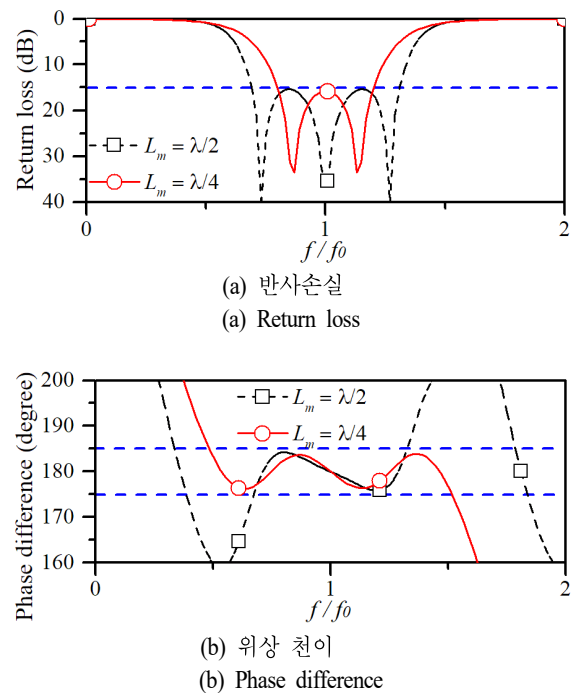 0
10
20
30
40
Return loss (dB)
L_m = λ/2
L_m = λ/4
0
1
2
f / f_0
(a) 반사손실
(a) Return loss
200
190
180
170
160
Phase difference (degree)
L_m = λ/2
L_m = λ/4
0
1
2
f / f_0
(b) 위상 천이
(b) Phase difference